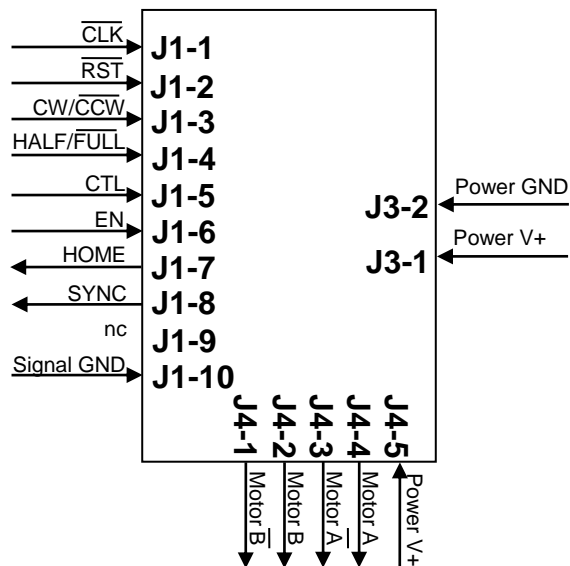 CLK
J1-1
RST
J1-2
CW/CCW
J1-3
HALF/FULL
J1-4
CTL
J1-5
EN
J1-6
HOME
J1-7
SYNC
J1-8
nc
J1-9
Signal GND
J1-10
Power GND
J3-2
Power V+
J3-1
J4-1
Motor B
J4-2
Motor B
J4-3
Motor A
J4-4
Motor A
J4-5
Power V+